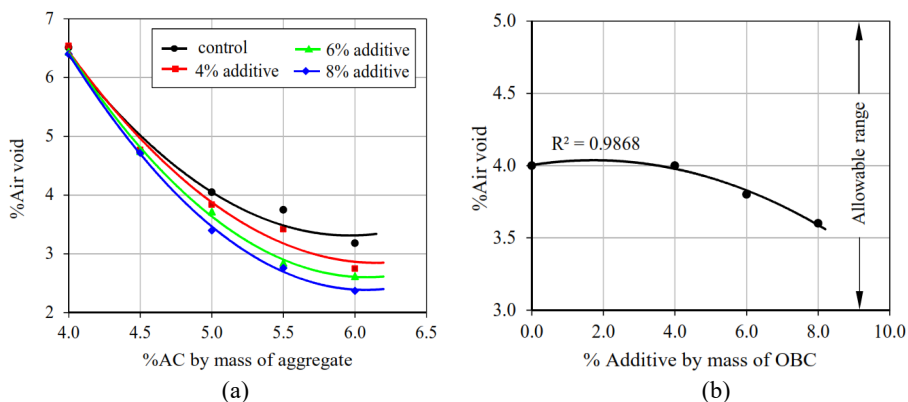 7%
6
5
4
3
2
%Air void
control
4% additive
6% additive
8% additive
4.0 4.5 5.0 5.5 6.0 6.5
%AC by mass of aggregate
(a)
5.0
4.5
4.0
3.5
3.0
%Air void
R² = 0.9868
Allowable range
0.0 2.0 4.0 6.0 8.0 10.0
% Additive by mass of OBC
(b)